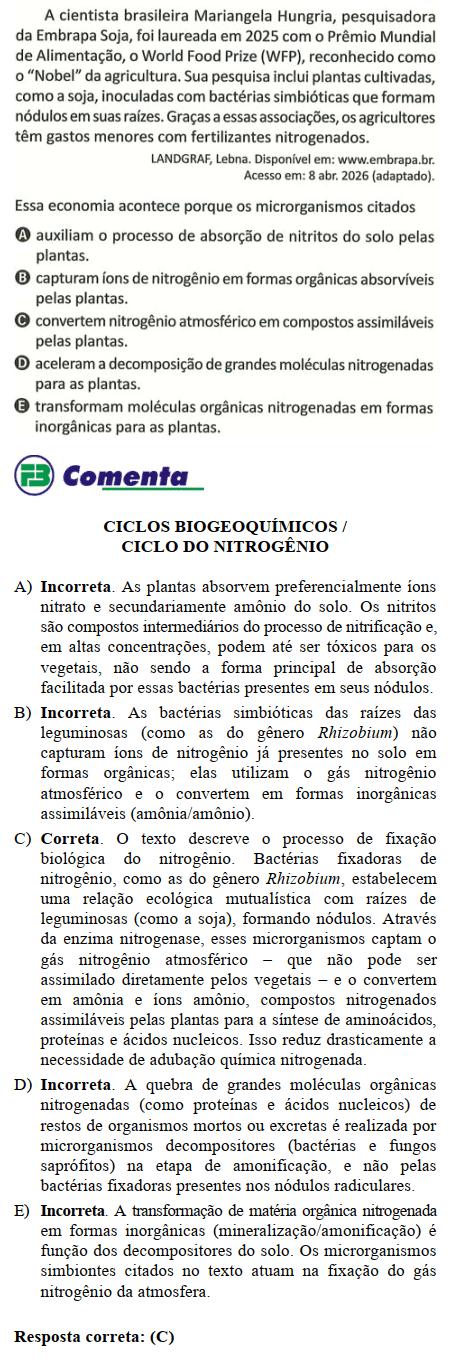 A cientista brasileira Mariangela Hungria, pesquisadora
da Embrapa Soja, foi laureada em 2025 com o Prêmio Mundial
de Alimentação, o World Food Prize (WFP), reconhecido como
o “Nobel” da agricultura. Sua pesquisa inclui plantas cultivadas,
como a soja, inoculadas com bactérias simbióticas que formam
nódulos em suas raízes. Graças a essas associações, os agricultores
têm gastos menores com fertilizantes nitrogenados.
LANDGRAF, Lebna. Disponível em: www.embrapa.br.
Acesso em: 8 abr. 2026 (adaptado).
Essa economia acontece porque os microrganismos citados
A auxiliam o processo de absorção de nitritos do solo pelas
plantas.
B capturam íons de nitrogênio em formas orgânicas absorvíveis
pelas plantas.
C convertem nitrogênio atmosférico em compostos assimiláveis
pelas plantas.
D aceleram a decomposição de grandes moléculas nitrogenadas
para as plantas.
E transformam moléculas orgânicas nitrogenadas em formas
inorgânicas para as plantas.
FB Comenta
CICLOS BIOGEOQUÍMICOS /
CICLO DO NITROGÊNIO
A) Incorreta. As plantas absorvem preferencialmente íons
nitrato e secundariamente amônio do solo. Os nitritos
são compostos intermediários do processo de nitrificação e,
em altas concentrações, podem até ser tóxicos para os
vegetais, não sendo a forma principal de absorção
facilitada por essas bactérias presentes em seus nódulos.
B) Incorreta. As bactérias simbióticas das raízes das
leguminosas (como as do gênero Rhizobium) não
capturam íons de nitrogênio já presentes no solo em
formas orgânicas; elas utilizam o gás nitrogênio
atmosférico e o convertem em formas inorgânicas
assimiláveis (amônia/amônio).
C) Correta. O texto descreve o processo de fixação
biológica do nitrogênio. Bactérias fixadoras de
nitrogênio, como as do gênero Rhizobium, estabelecem
uma relação ecológica mutualística com raízes de
leguminosas (como a soja), formando nódulos. Através
da enzima nitrogenase, esses microrganismos captam o
gás nitrogênio atmosférico – que não pode ser
assimilado diretamente pelos vegetais – e o convertem
em amônia e íons amônio, compostos nitrogenados
assimiláveis pelas plantas para a síntese de aminoácidos,
proteínas e ácidos nucleicos. Isso reduz drasticamente a
necessidade de adubação química nitrogenada.
D) Incorreta. A quebra de grandes moléculas orgânicas
nitrogenadas (como proteínas e ácidos nucleicos) de
restos de organismos mortos ou excretas é realizada por
microrganismos decompositores (bactérias e fungos
saprófitos) na etapa de amonificação, e não pelas
bactérias fixadoras presentes nos nódulos radiculares.
E) Incorreta. A transformação de matéria orgânica nitrogenada
em formas inorgânicas (mineralização/amonificação) é
função dos decompositores do solo. Os microrganismos
simbiontes citados no texto atuam na fixação do gás
nitrogênio da atmosfera.
Resposta correta: (C)